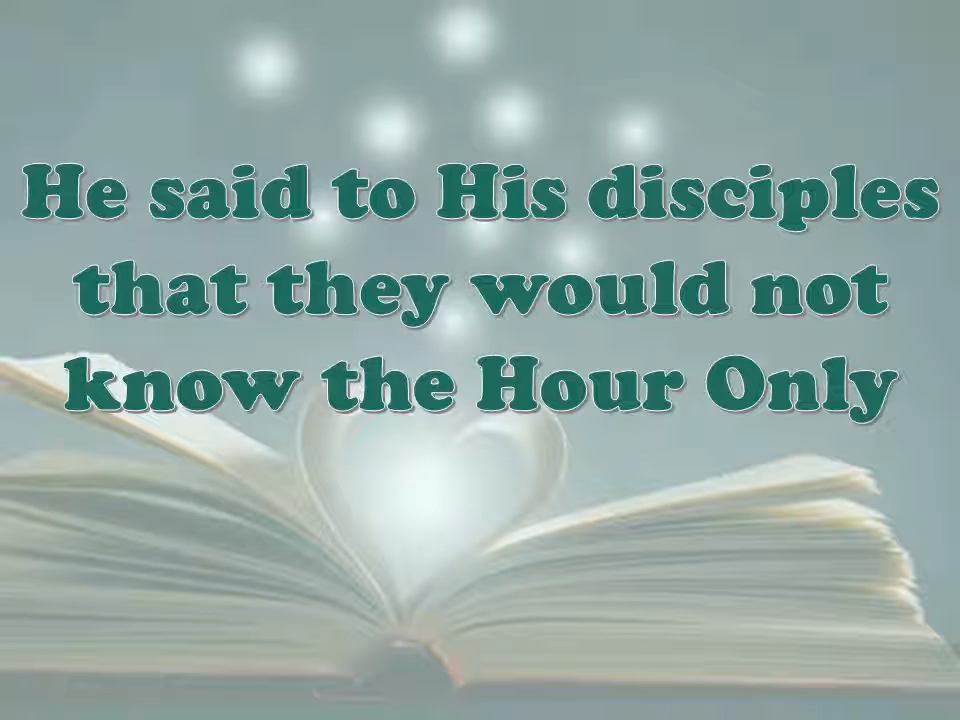 He said to His disciples
that they would not
know the Hour Only